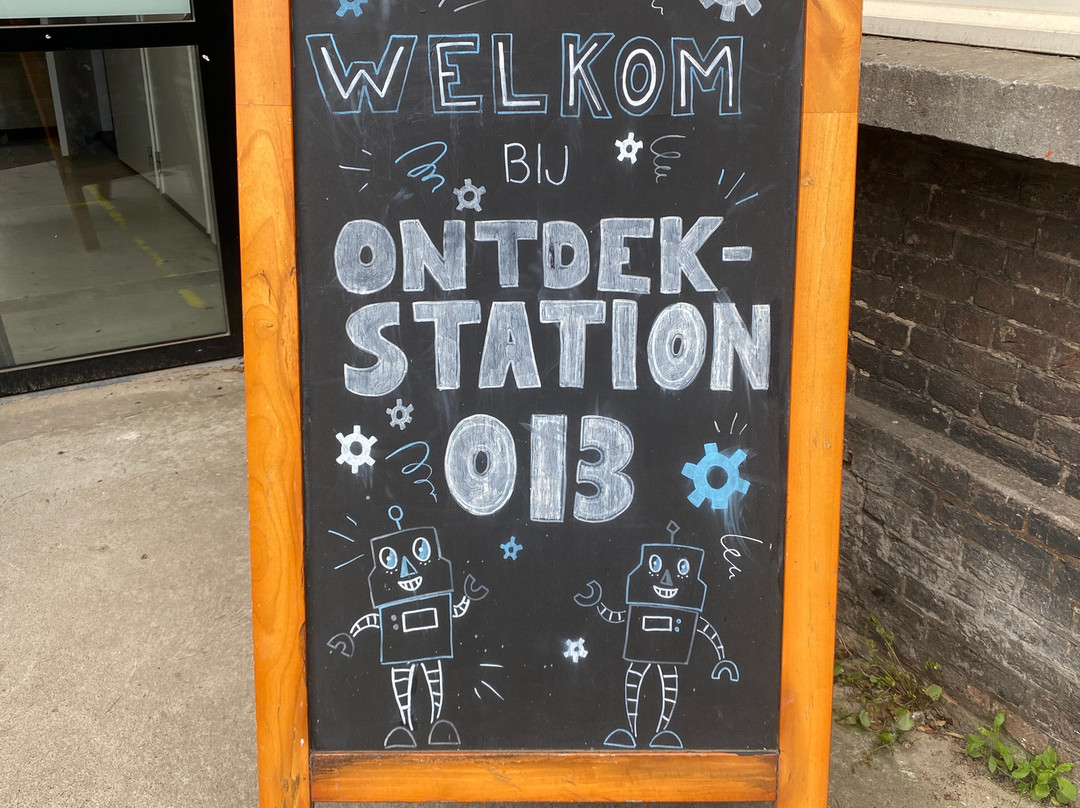 WELKOM
BIJ
ONTDEK-
STATION
013